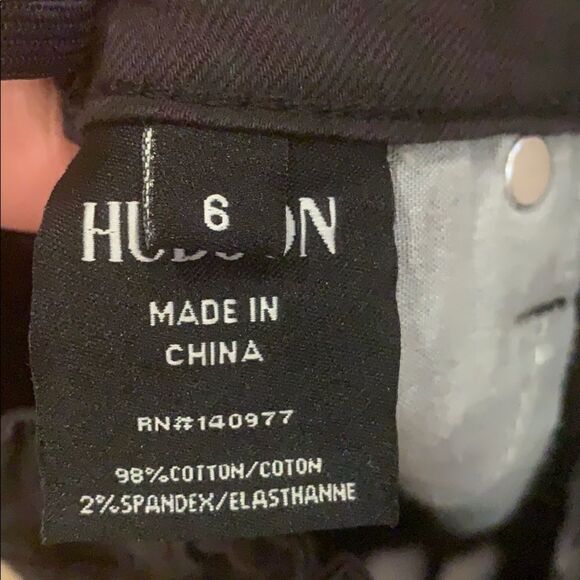 6
HUDSON
MADE IN
CHINA
RN#140977
98%COTTON/COTON
2%SPANDEX/ELASTHANNE